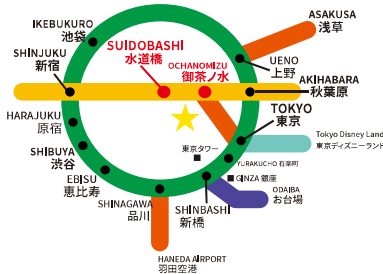 IKEBUKURO
池袋
SHINJUKU
新宿
SUIDOBASHI
水道橋
OCHANOMIZU
御茶ノ水
ASAKUSA
浅草
UENO
上野
AKIHABARA
秋葉原
HARAJUKU
原宿
TOKYO
東京
Tokyo Disney Land
東京ディズニーランド
SHIBUYA
渋谷
東京タワー
YURAKUCHO 有楽町
EBISU
恵比寿
GINZA 銀座
SHINAGAWA
品川
SHINBASHI
新橋
ODAIBA
お台場
HANEDA AIRPORT
羽田空港